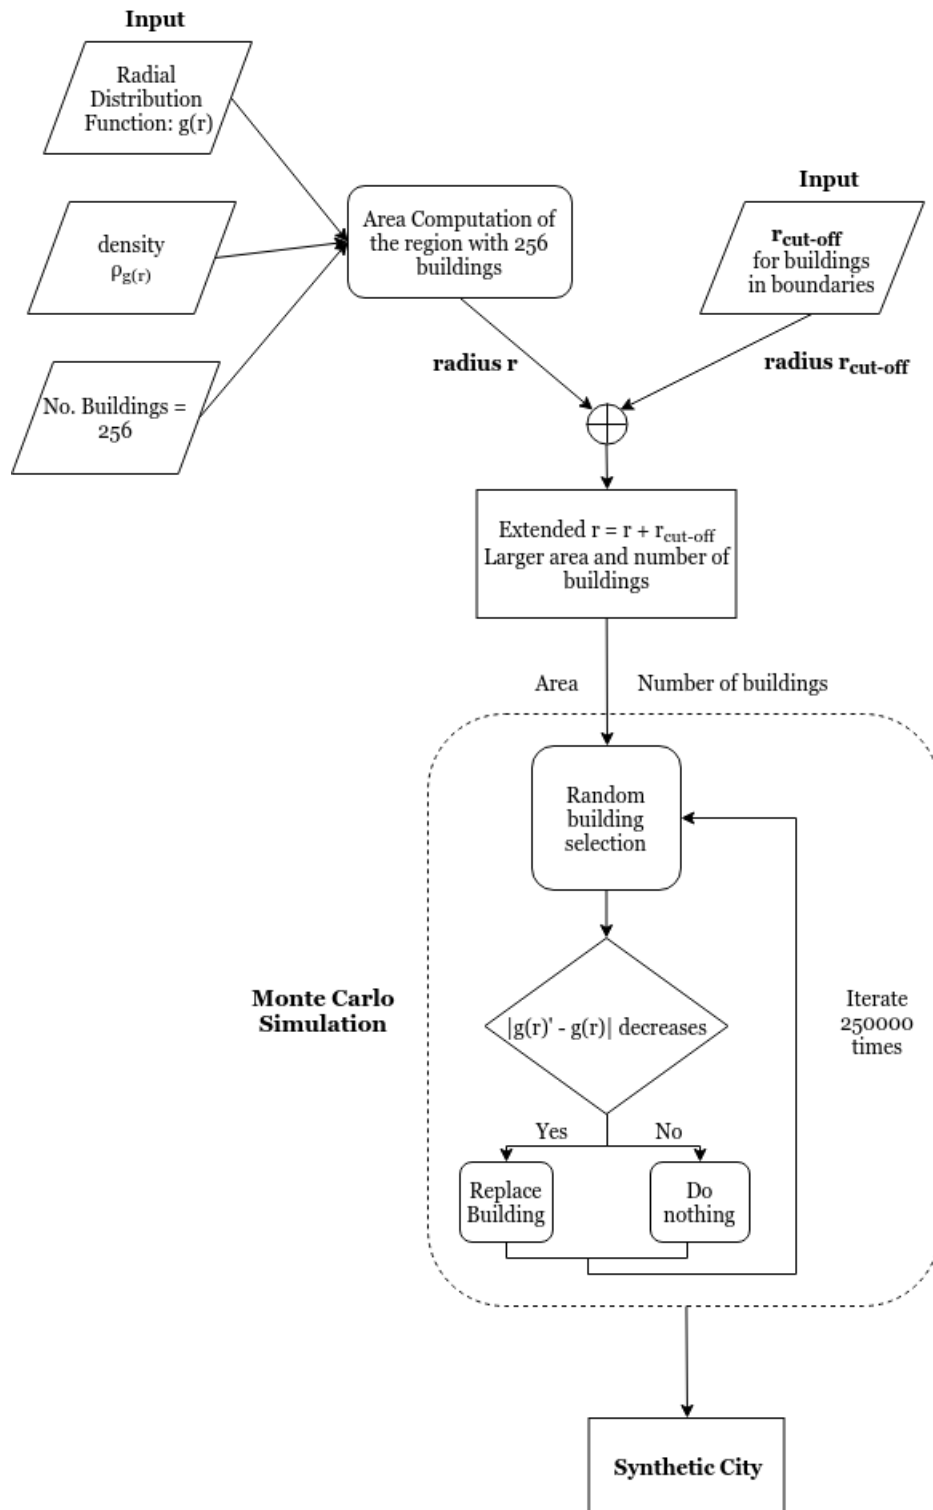 Input
Radial
Distribution
Function: g(r)
density
ρg(r)
No. Buildings =
256
Area Computation of
the region with 256
buildings
Input
rcut-off
for buildings
in boundaries
radius r
radius rcut-off
Extended r = r + rcut-off
Larger area and number of
buildings
Area
Number of buildings
Random
building
selection
Monte Carlo
Simulation
|g(r)' - g(r)| decreases
Iterate
250000
times
Yes
No
Replace
Building
Do
nothing
Synthetic City